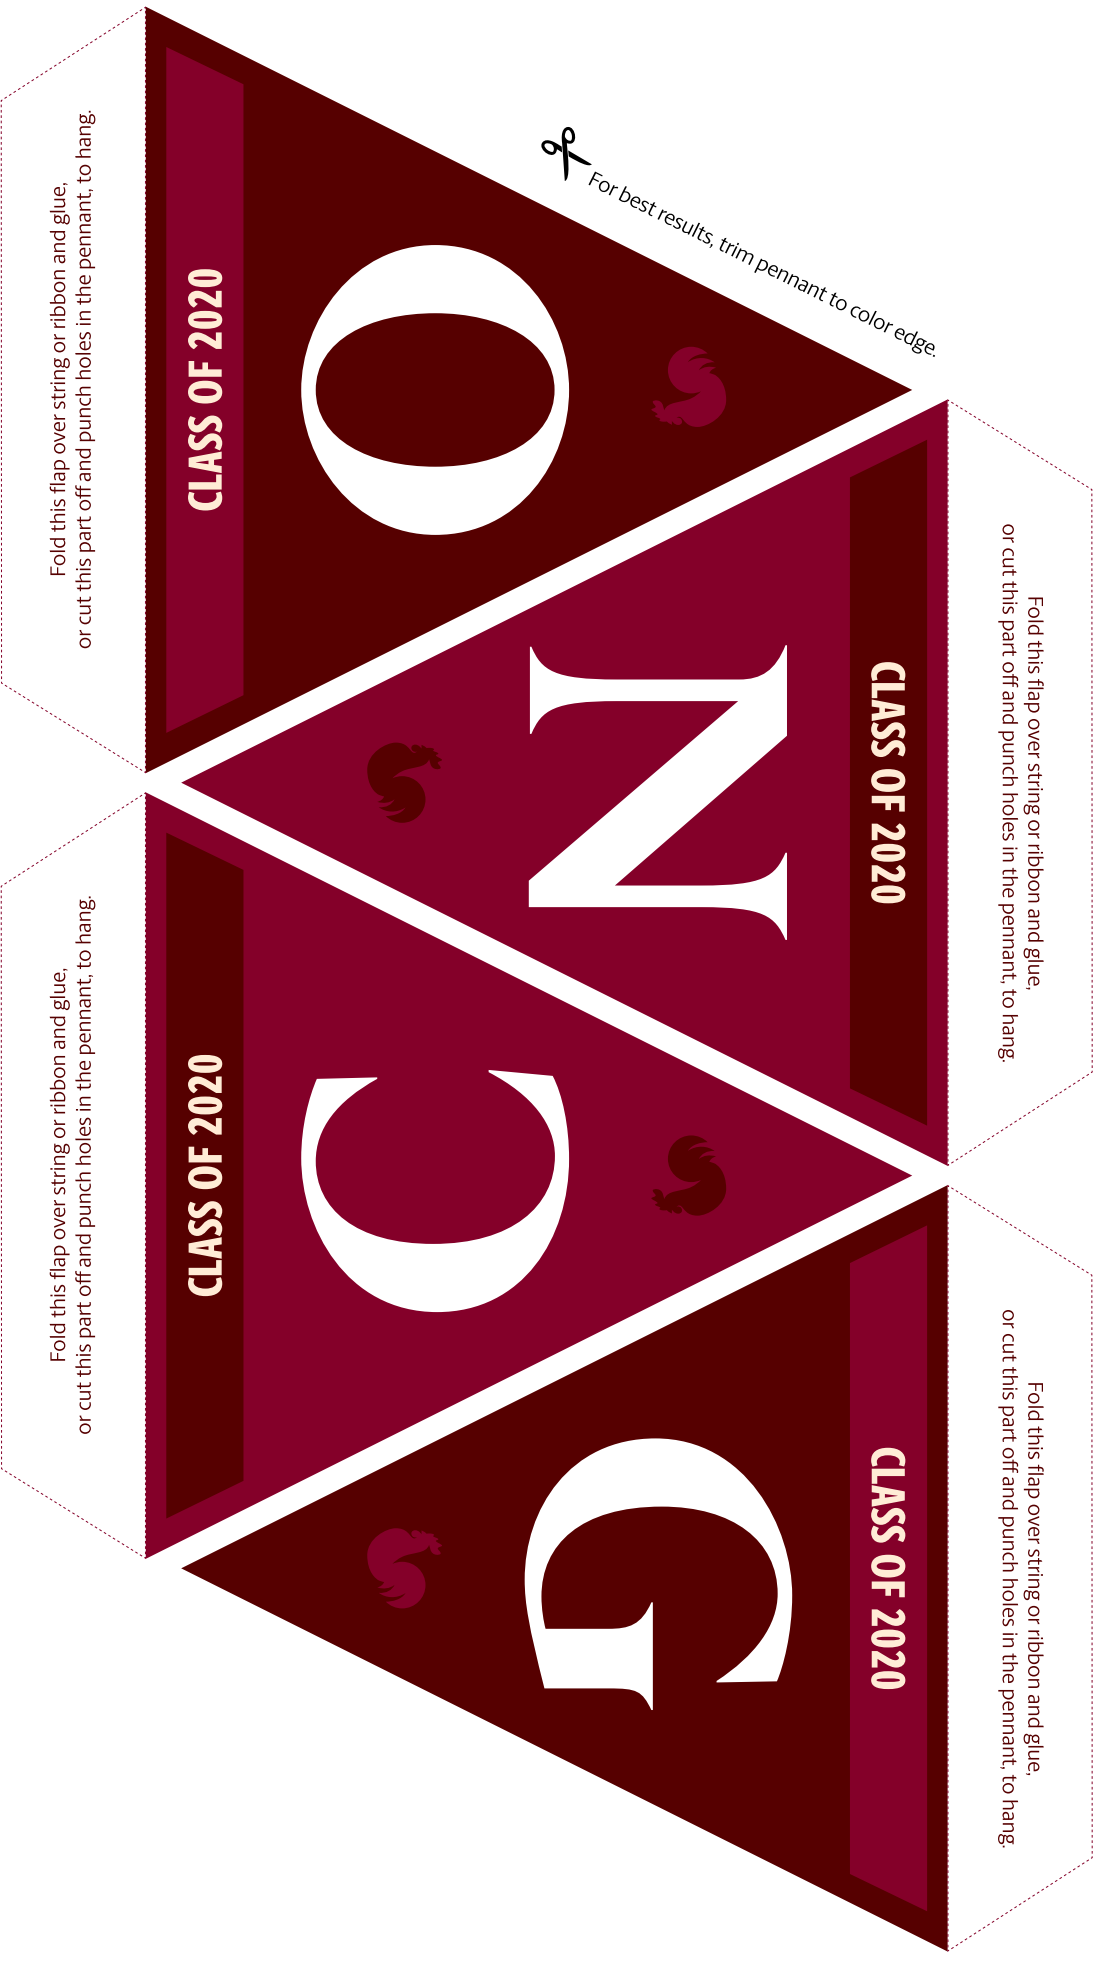 Fold this flap over string or ribbon and glue,
or cut this part off and punch holes in the pennant, to hang.
CLASS OF 2020
O
For best results, trim pennant to color edge.
Fold this flap over string or ribbon and glue,
or cut this part off and punch holes in the pennant, to hang.
CLASS OF 2020
N
Fold this flap over string or ribbon and glue,
or cut this part off and punch holes in the pennant, to hang.
CLASS OF 2020
C
Fold this flap over string or ribbon and glue,
or cut this part off and punch holes in the pennant, to hang.
CLASS OF 2020
G